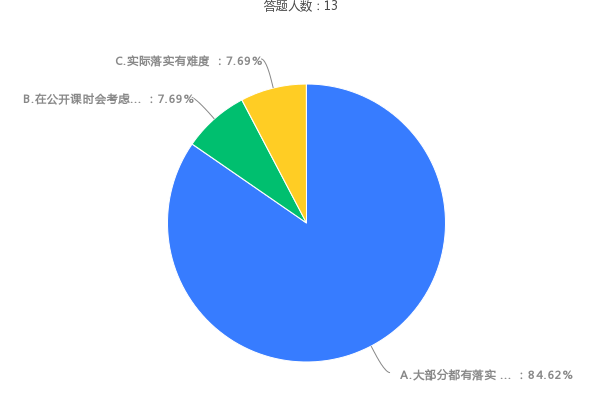 答题人数：13
C.实际落实有难度 ：7.69%
B.在公开课时会考虑... ：7.69%
A.大部分都有落实 ... ：84.62%